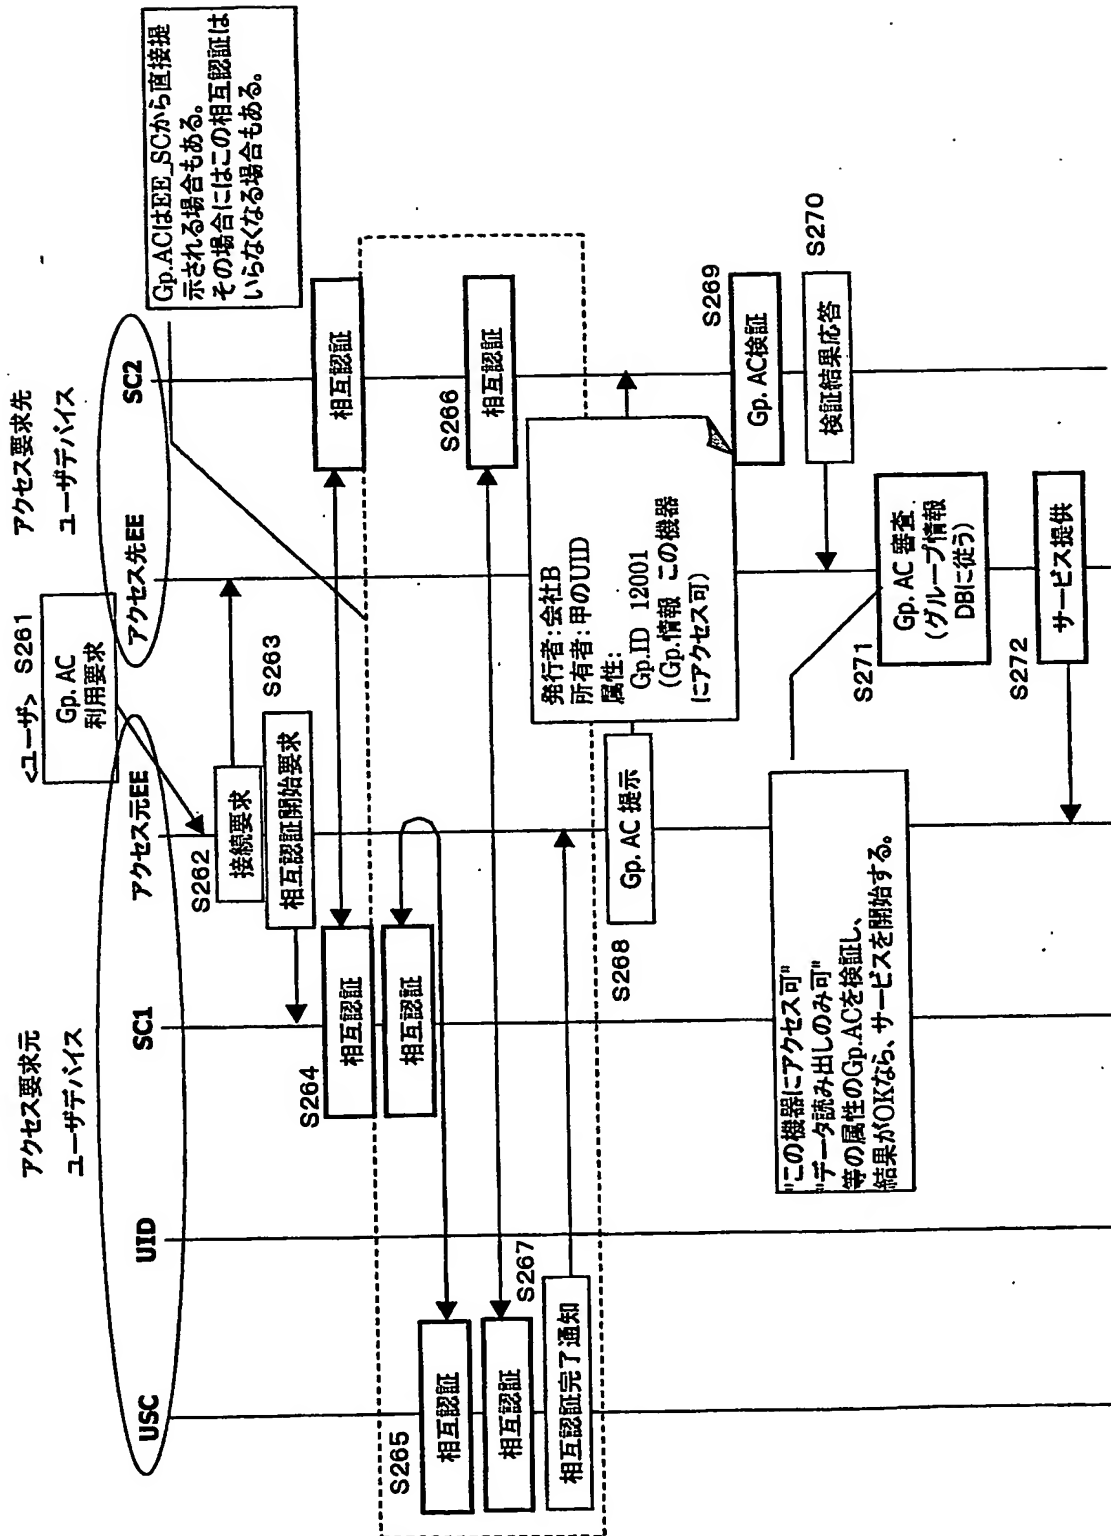 アクセス要求元
ユーザデバイス
<ユーザ> S261
アクセス要求先
ユーザデバイス
Gp. AC
利用要求
USC
UID
SC1
アクセス元EE
アクセス先EE
SC2
Gp.ACはEE_SCから直接提
示される場合もある。
その場合にはこの相互認証は
いらなくなる場合もある。
S262
接続要求
S263
相互認証開始要求
S264
相互認証
相互認証
S265
相互認証
相互認証
S266
相互認証
相互認証
S267
相互認証完了通知
S268
Gp. AC 提示
発行者:会社B
所有者:甲のUID
属性:
Gp.ID 12001
(Gp.情報 この機器
にアクセス可)
S269
Gp. AC検証
S270
検証結果応答
S271
Gp. AC 審査
(グループ情報
DBに従う)
"この機器にアクセス可"
"データ読み出しのみ可"
等の属性のGp.ACを検証し、
結果がOKなら、サービスを開始する。
S272
サービス提供